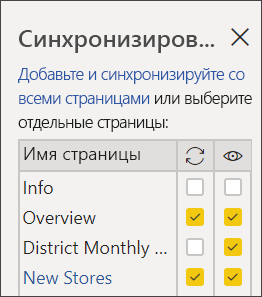 Синхронизиров...
Добавьте и синхронизируйте со
всеми страницами или выберите
отдельные страницы:
Имя страницы
Info
Overview
District Monthly ...
New Stores